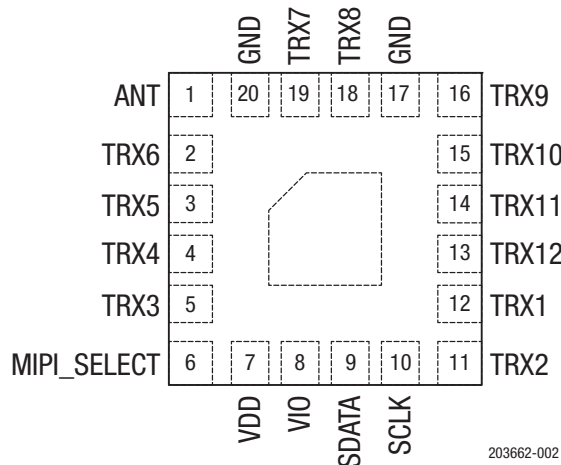 GND
TRX7
TRX8
GND
ANT 1 20 19 18 17 16 TRX9
TRX6 2 15 TRX10
TRX5 3 14 TRX11
TRX4 4 13 TRX12
TRX3 5 12 TRX1
MIPI_SELECT 6 7 8 9 10 11 TRX2
VDD
VIO
SDATA
SCLK
203662-002